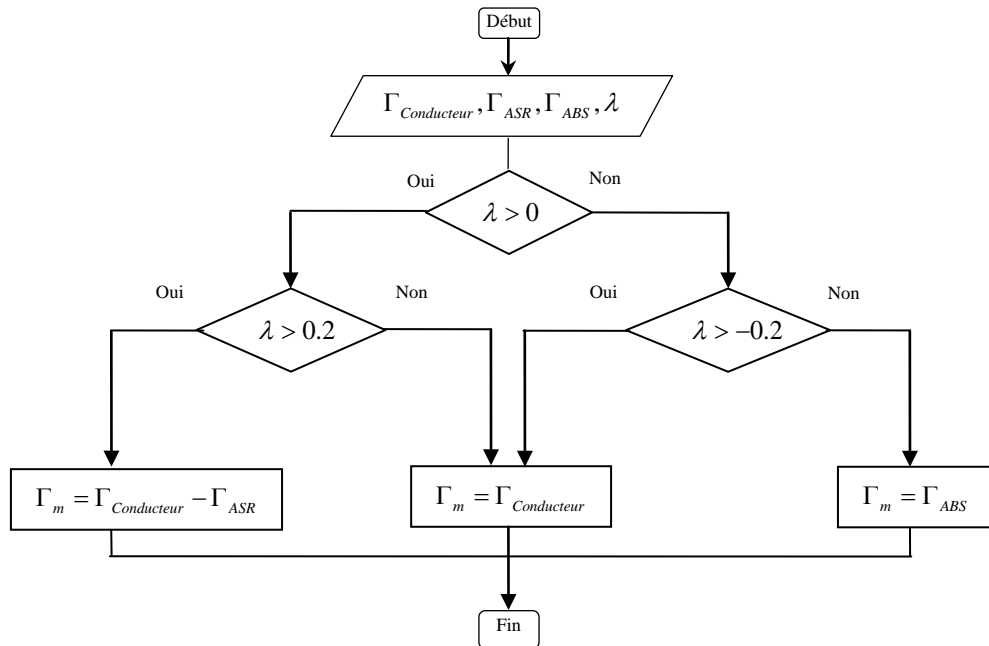 Début
Γ_Conducteur, Γ_ASR, Γ_ABS, λ
Oui
Non
λ > 0
Oui
Non
Oui
Non
λ > 0.2
λ > −0.2
Γ_m = Γ_Conducteur − Γ_ASR
Γ_m = Γ_Conducteur
Γ_m = Γ_ABS
Fin